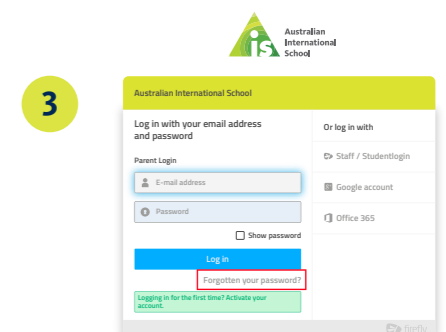 is
Australian
International
School
3
Australian International School
Log in with your email address
and password
Parent Login
E-mail address
Password
Show password
Log in
Forgotten your password?
Logging in for the first time? Activate your
account.
Or log in with
Staff / Studentlogin
Google account
Office 365
firefly